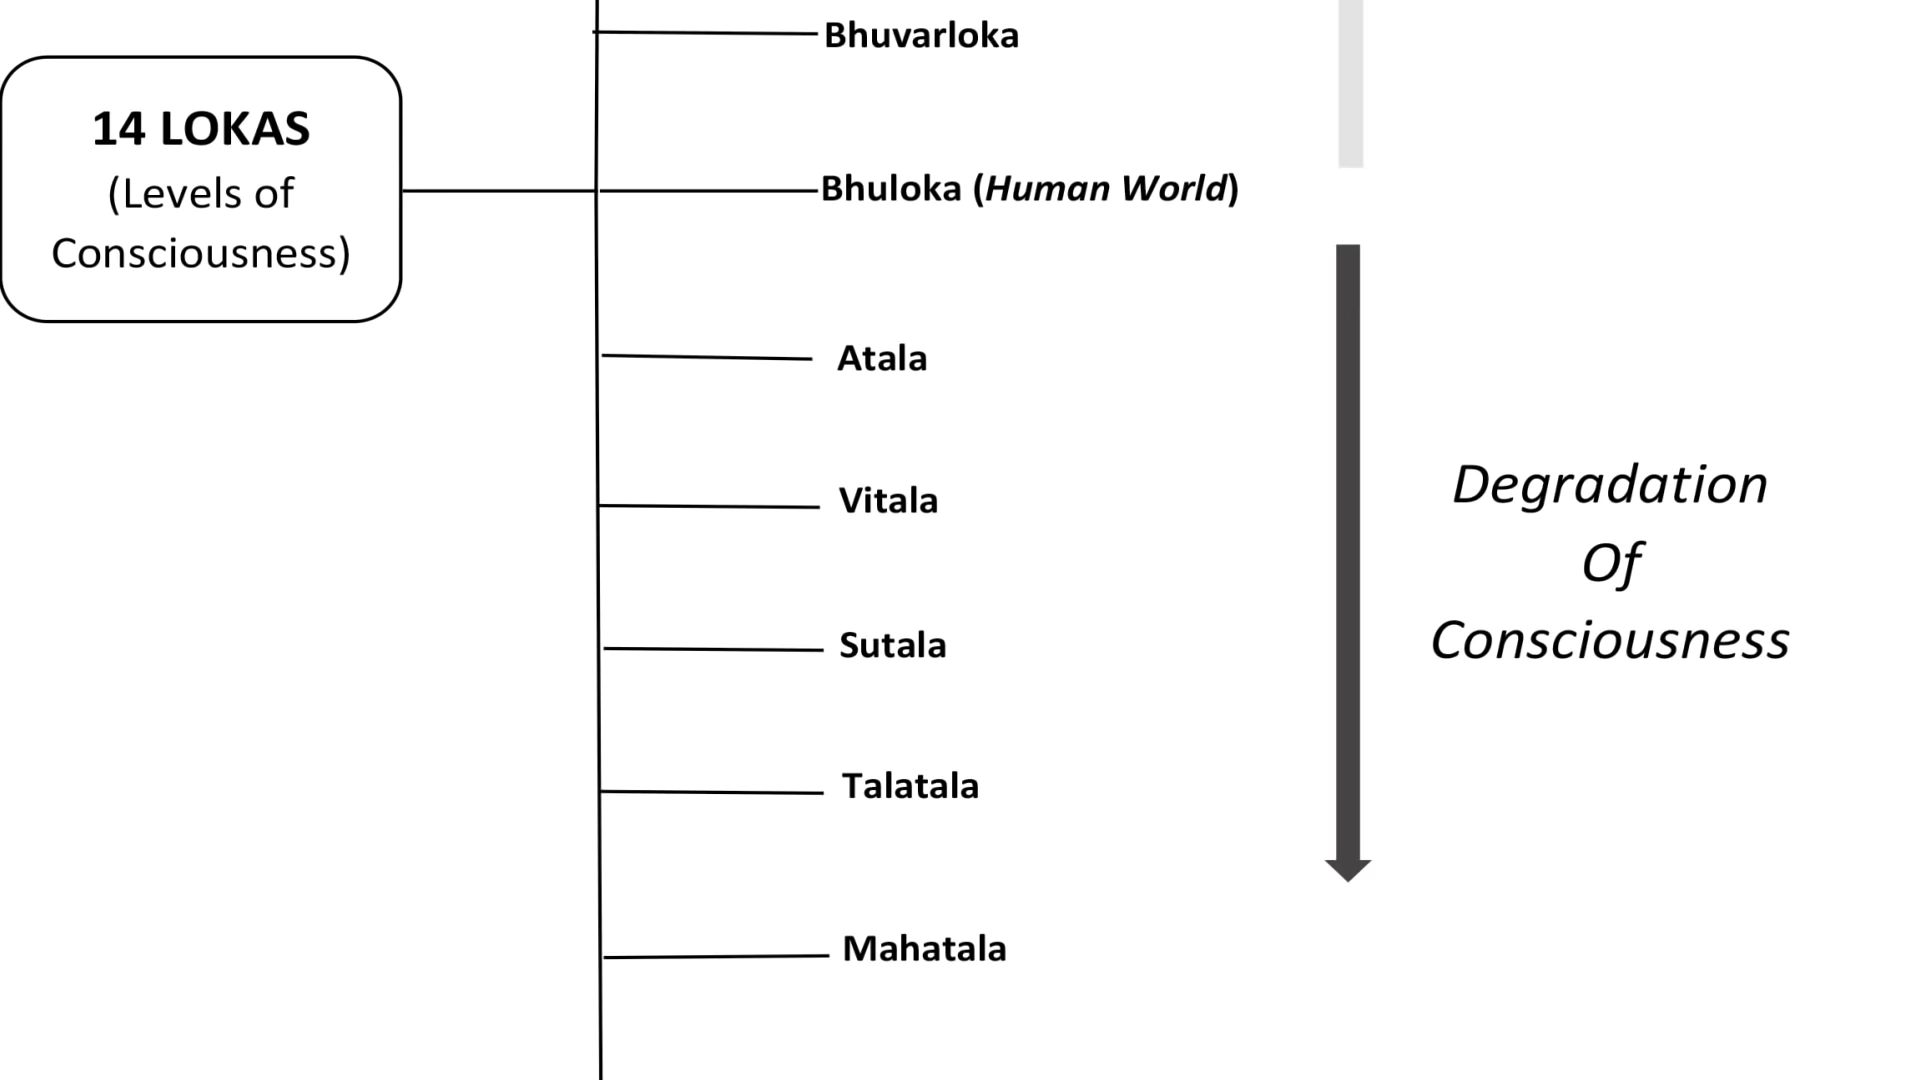 14 LOKAS
(Levels of
Consciousness)
Bhuvarloka
Bhuloka (Human World)
Atala
Vitala
Sutala
Talatala
Mahatala
Degradation
Of
Consciousness